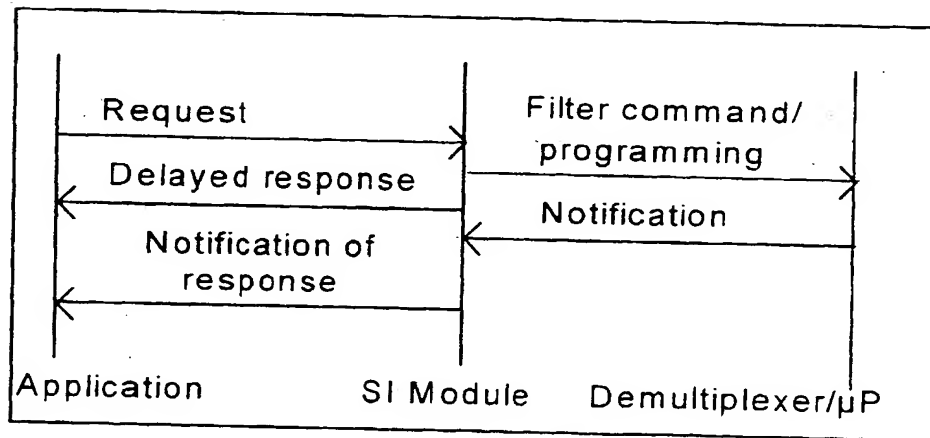 Request
Filter command/
programming
Delayed response
Notification
Notification of
response
Application
SI Module
Demultiplexer/µP